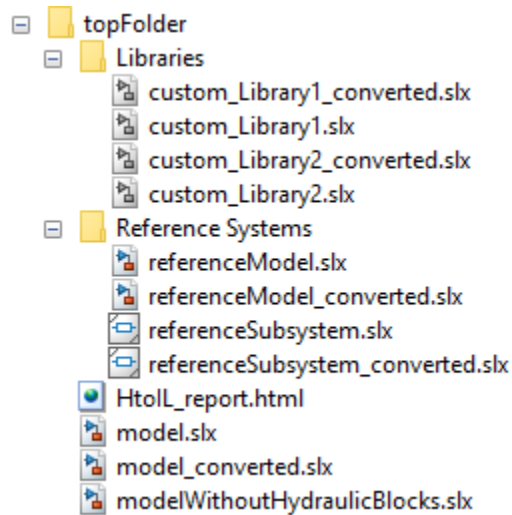 topFolder
Libraries
custom_Library1_converted.slx
custom_Library1.slx
custom_Library2_converted.slx
custom_Library2.slx
Reference Systems
referenceModel.slx
referenceModel_converted.slx
referenceSubsystem.slx
referenceSubsystem_converted.slx
HtoIL_report.html
model.slx
model_converted.slx
modelWithoutHydraulicBlocks.slx